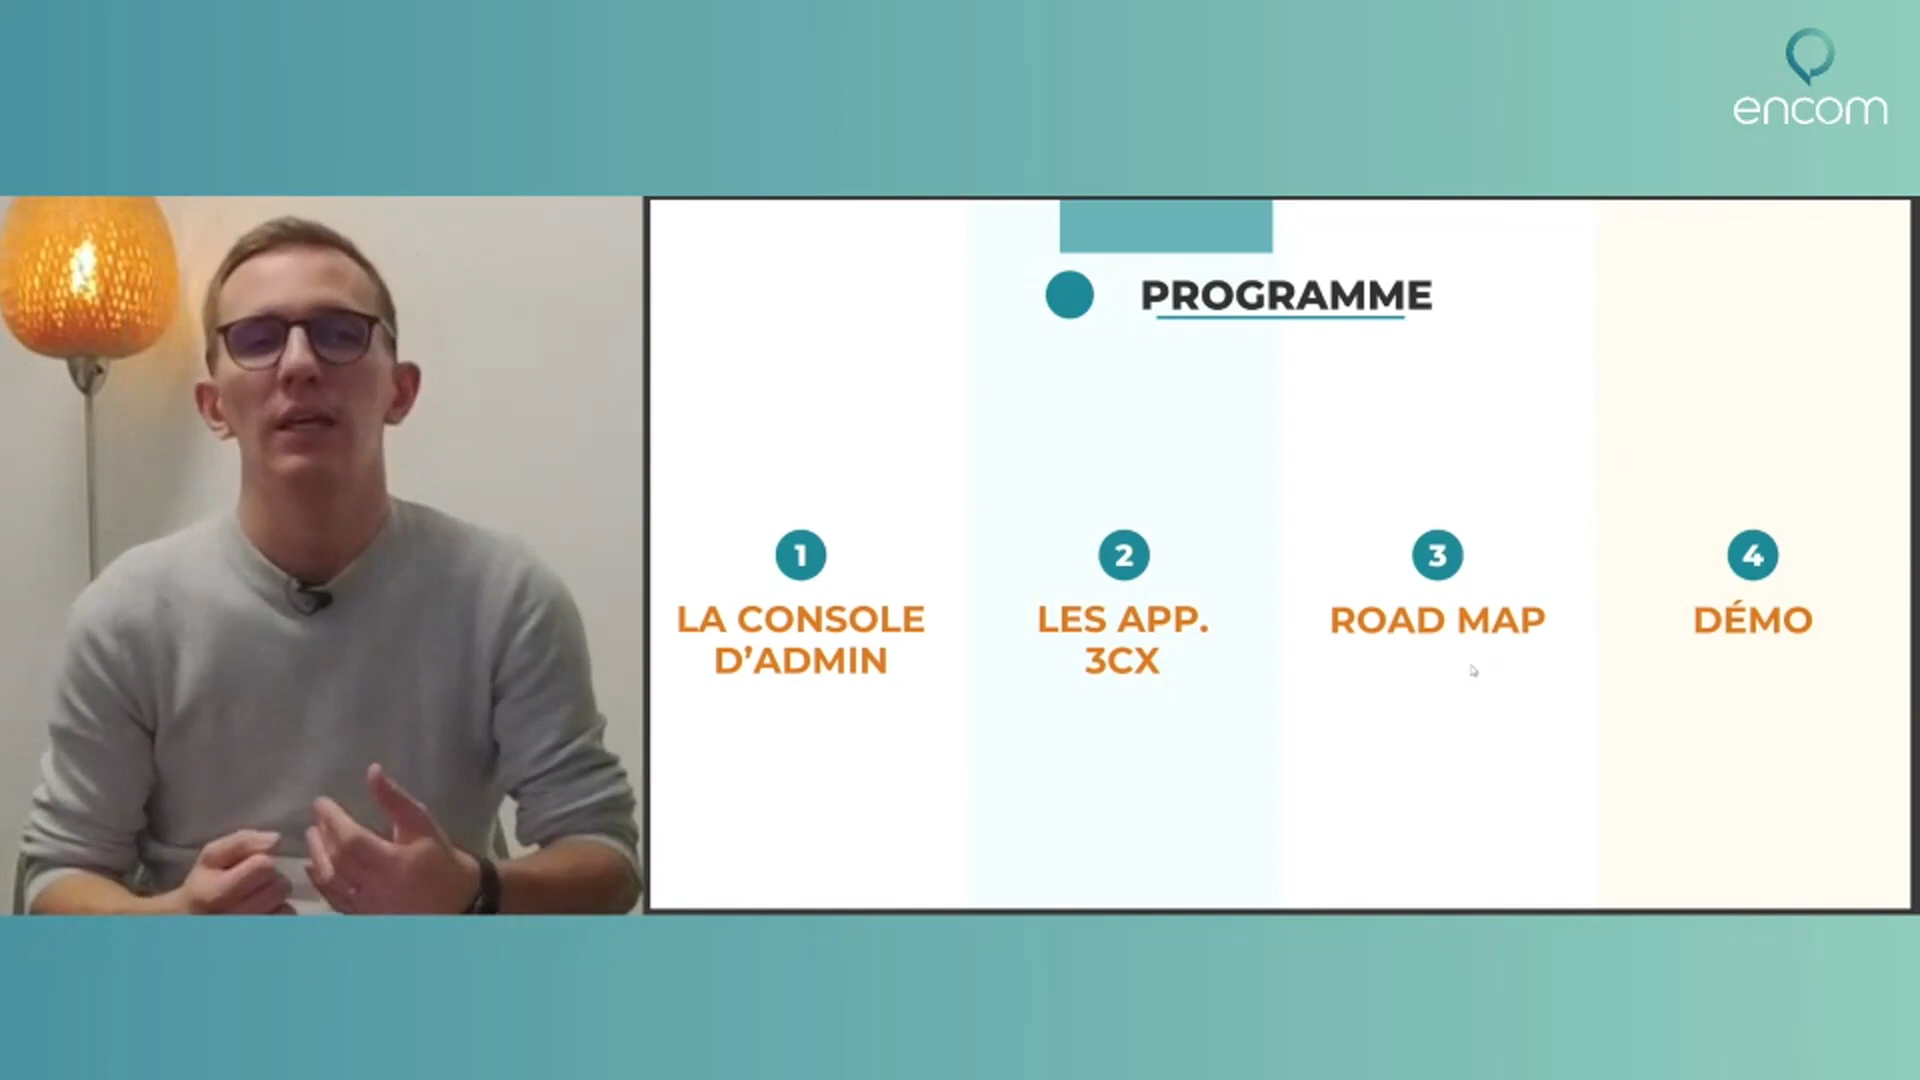 encom
PROGRAMME
1
LA CONSOLE
D’ADMIN
2
LES APP.
3CX
3
ROAD MAP
4
DÉMO